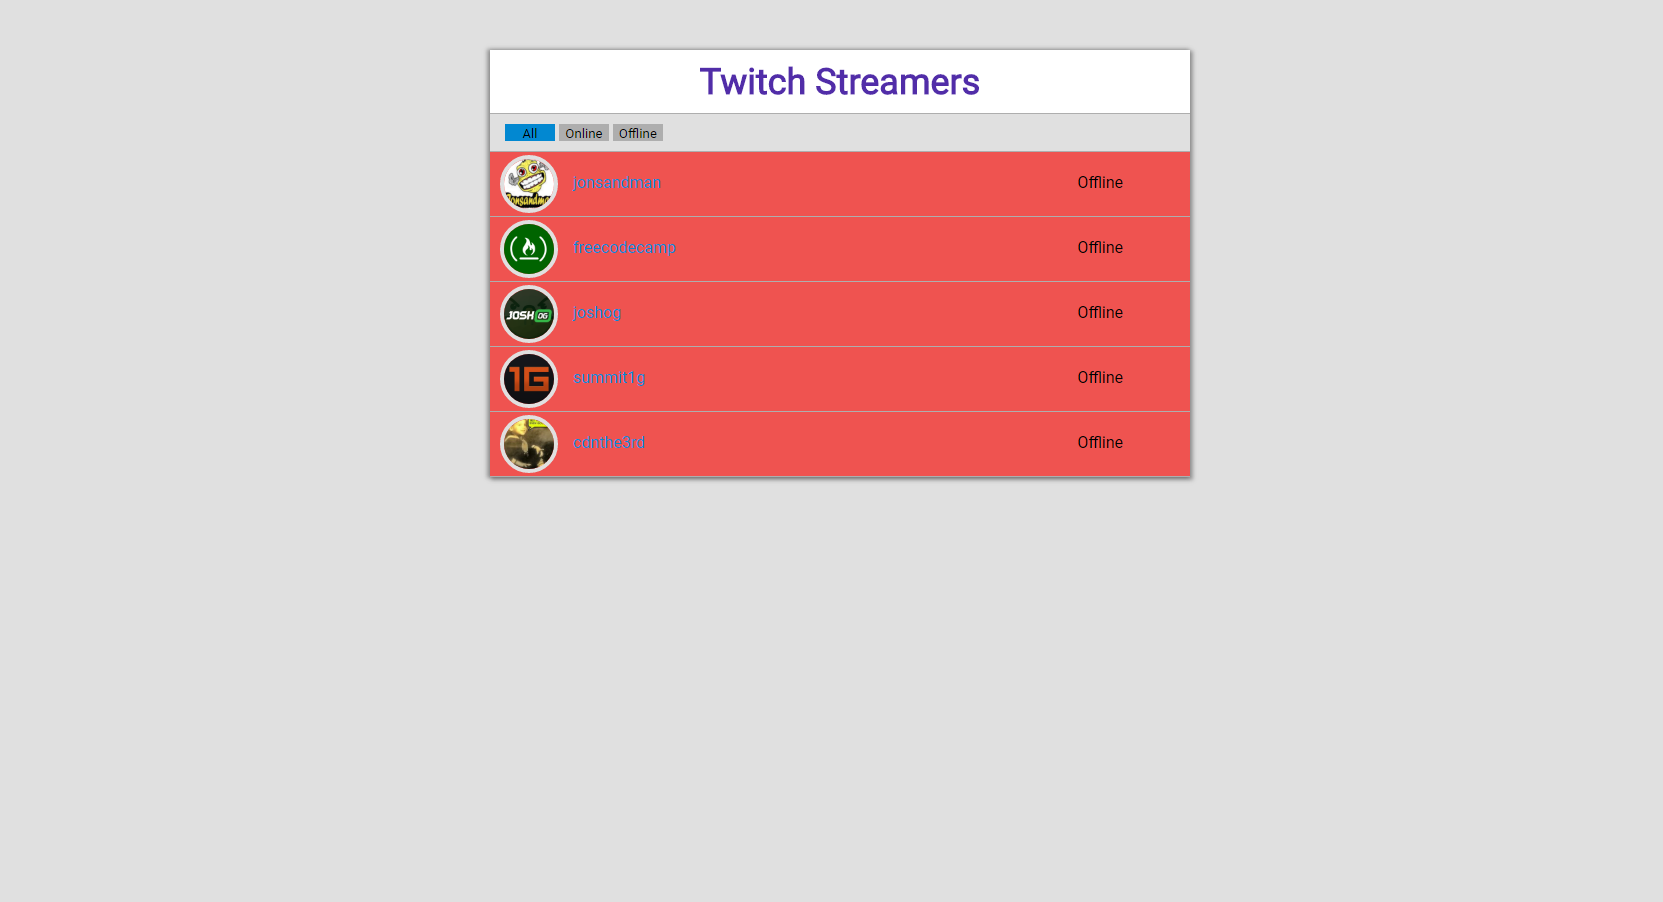 Twitch Streamers
All Online Offline
jonsandman Offline
freecodecamp Offline
JOSH OG joshog Offline
1G summit1g Offline
cdnthe3rd Offline